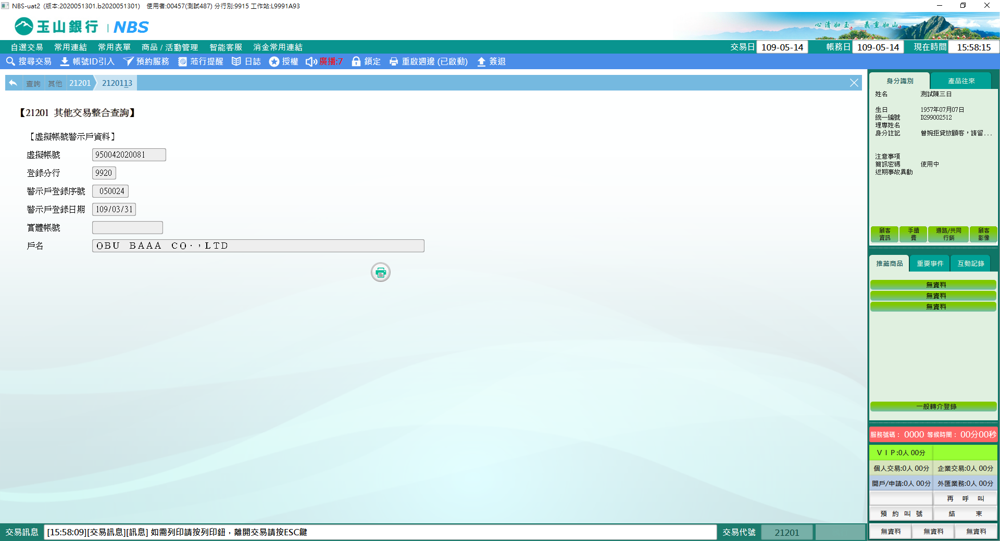 NBS-uat2 (版本:2020051301.b2020051301) 使用者:00457(測試487) 分行別:9915 工作站:L9991A93
玉山銀行 | NBS
心清如玉。義重如山。
自選交易 常用連結 常用表單 商品 / 活動管理 智能客服 消金常用連結 交易日 109-05-14 帳務日 109-05-14 現在時間 15:58:15
搜尋交易 帳號ID引入 預約服務 蒞行提醒 日誌 授權 廣播:7 鎖定 重啟週邊 (已啟動) 簽退
查詢 其他 21201 2120113
【21201 其他交易整合查詢】
【虛擬帳號警示戶資料】
虛擬帳號 950042020081
登錄分行 9920
警示戶登錄序號 050024
警示戶登錄日期 109/03/31
實體帳號
戶名 ＯＢＵ　ＢＡＡＡ　ＣＯ．，ＬＴＤ
身分識別 產品往來
姓名 測試陳三日
生日 1957年07月07日
統一編號 D299002512
理專姓名
身分註記 曾婉拒貸放顧客，請留...
注意事項
簡訊密碼 使用中
近期事故異動
顧客資訊 手續費 通路/共同行銷 顧客影像
推薦商品 重要事件 互動記錄
無資料
無資料
無資料
一般轉介登錄
服務號碼： 0000 等候時間： 00分00秒
ＶＩＰ:0人 00分
個人交易:0人 00分 企業交易:0人 00分
開戶/申請:0人 00分 外匯業務:0人 00分
再 呼 叫
預 約 叫 號 結 束
無資料 無資料 無資料
交易訊息 [15:58:09][交易訊息][訊息] 如需列印請按列印鈕，離開交易請按ESC鍵 交易代號 21201